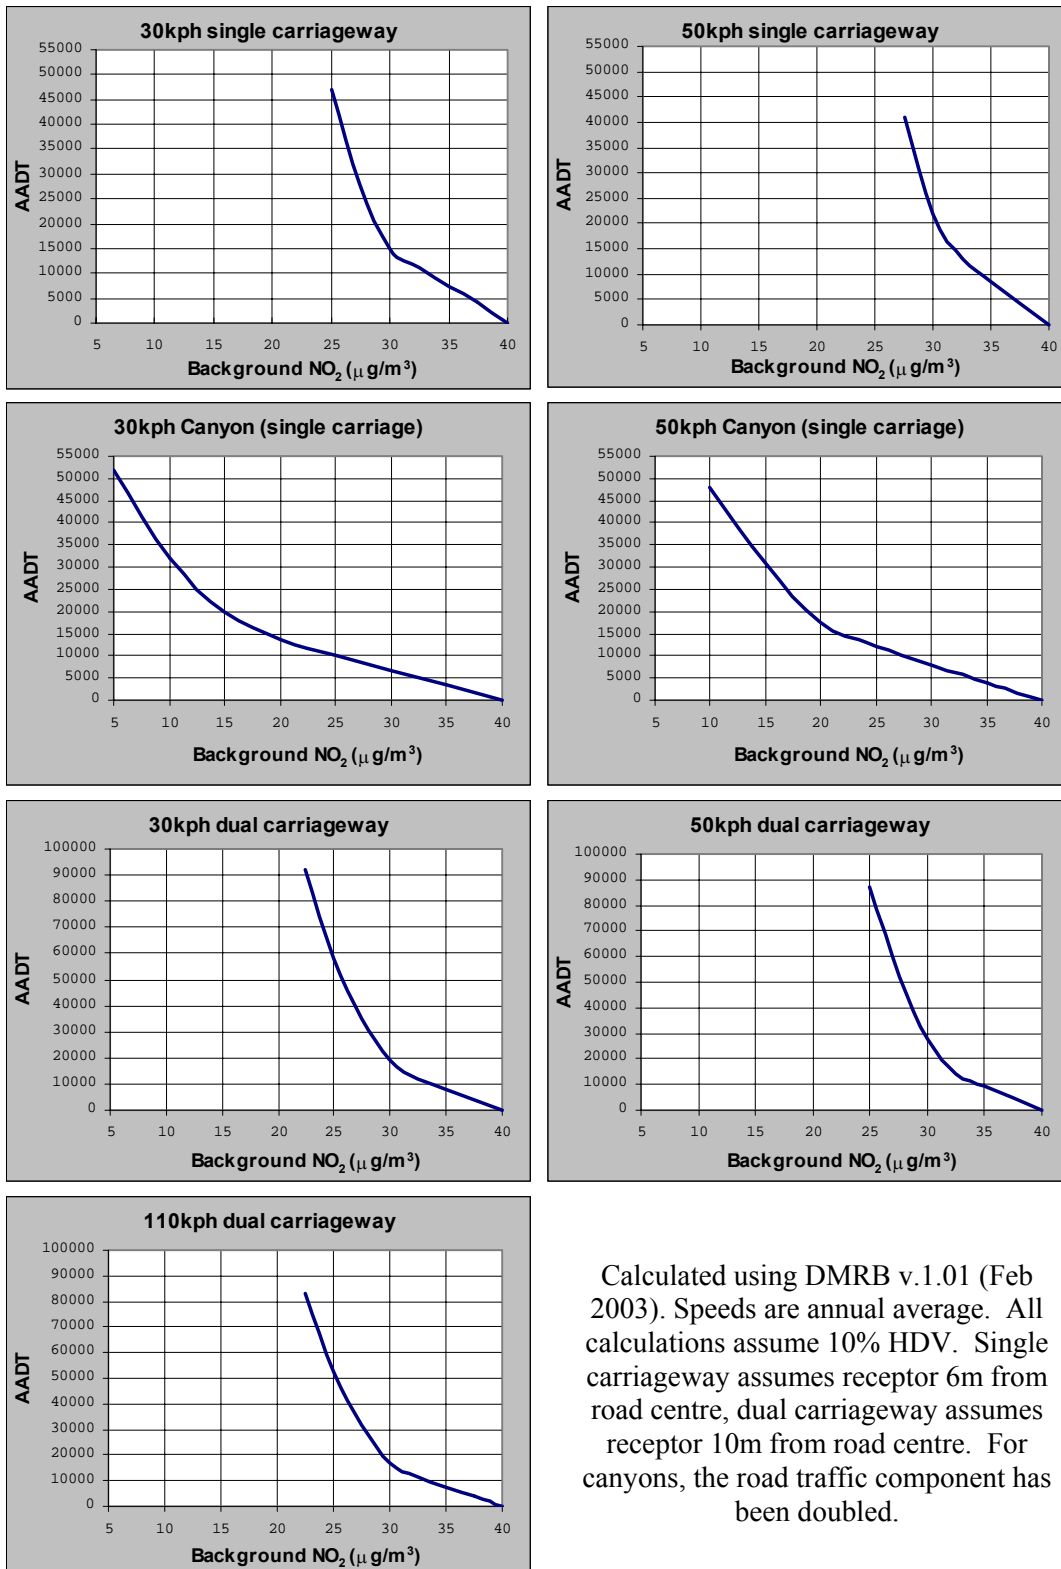 30kph single carriageway
55000
50000
45000
40000
35000
30000
25000
20000
15000
10000
5000
0
AADT
5 10 15 20 25 30 35 40
Background NO₂ (μ g/m³)
50kph single carriageway
55000
50000
45000
40000
35000
30000
25000
20000
15000
10000
5000
0
AADT
5 10 15 20 25 30 35 40
Background NO₂ (μ g/m³)
30kph Canyon (single carriage)
55000
50000
45000
40000
35000
30000
25000
20000
15000
10000
5000
0
AADT
5 10 15 20 25 30 35 40
Background NO₂ (μ g/m³)
50kph Canyon (single carriage)
55000
50000
45000
40000
35000
30000
25000
20000
15000
10000
5000
0
AADT
5 10 15 20 25 30 35 40
Background NO₂ (μ g/m³)
30kph dual carriageway
100000
90000
80000
70000
60000
50000
40000
30000
20000
10000
0
AADT
5 10 15 20 25 30 35 40
Background NO₂ (μ g/m³)
50kph dual carriageway
100000
90000
80000
70000
60000
50000
40000
30000
20000
10000
0
AADT
5 10 15 20 25 30 35 40
Background NO₂ (μ g/m³)
110kph dual carriageway
100000
90000
80000
70000
60000
50000
40000
30000
20000
10000
0
AADT
5 10 15 20 25 30 35 40
Background NO₂ (μ g/m³)
Calculated using DMRB v.1.01 (Feb
2003). Speeds are annual average. All
calculations assume 10% HDV. Single
carriageway assumes receptor 6m from
road centre, dual carriageway assumes
receptor 10m from road centre. For
canyons, the road traffic component has
been doubled.